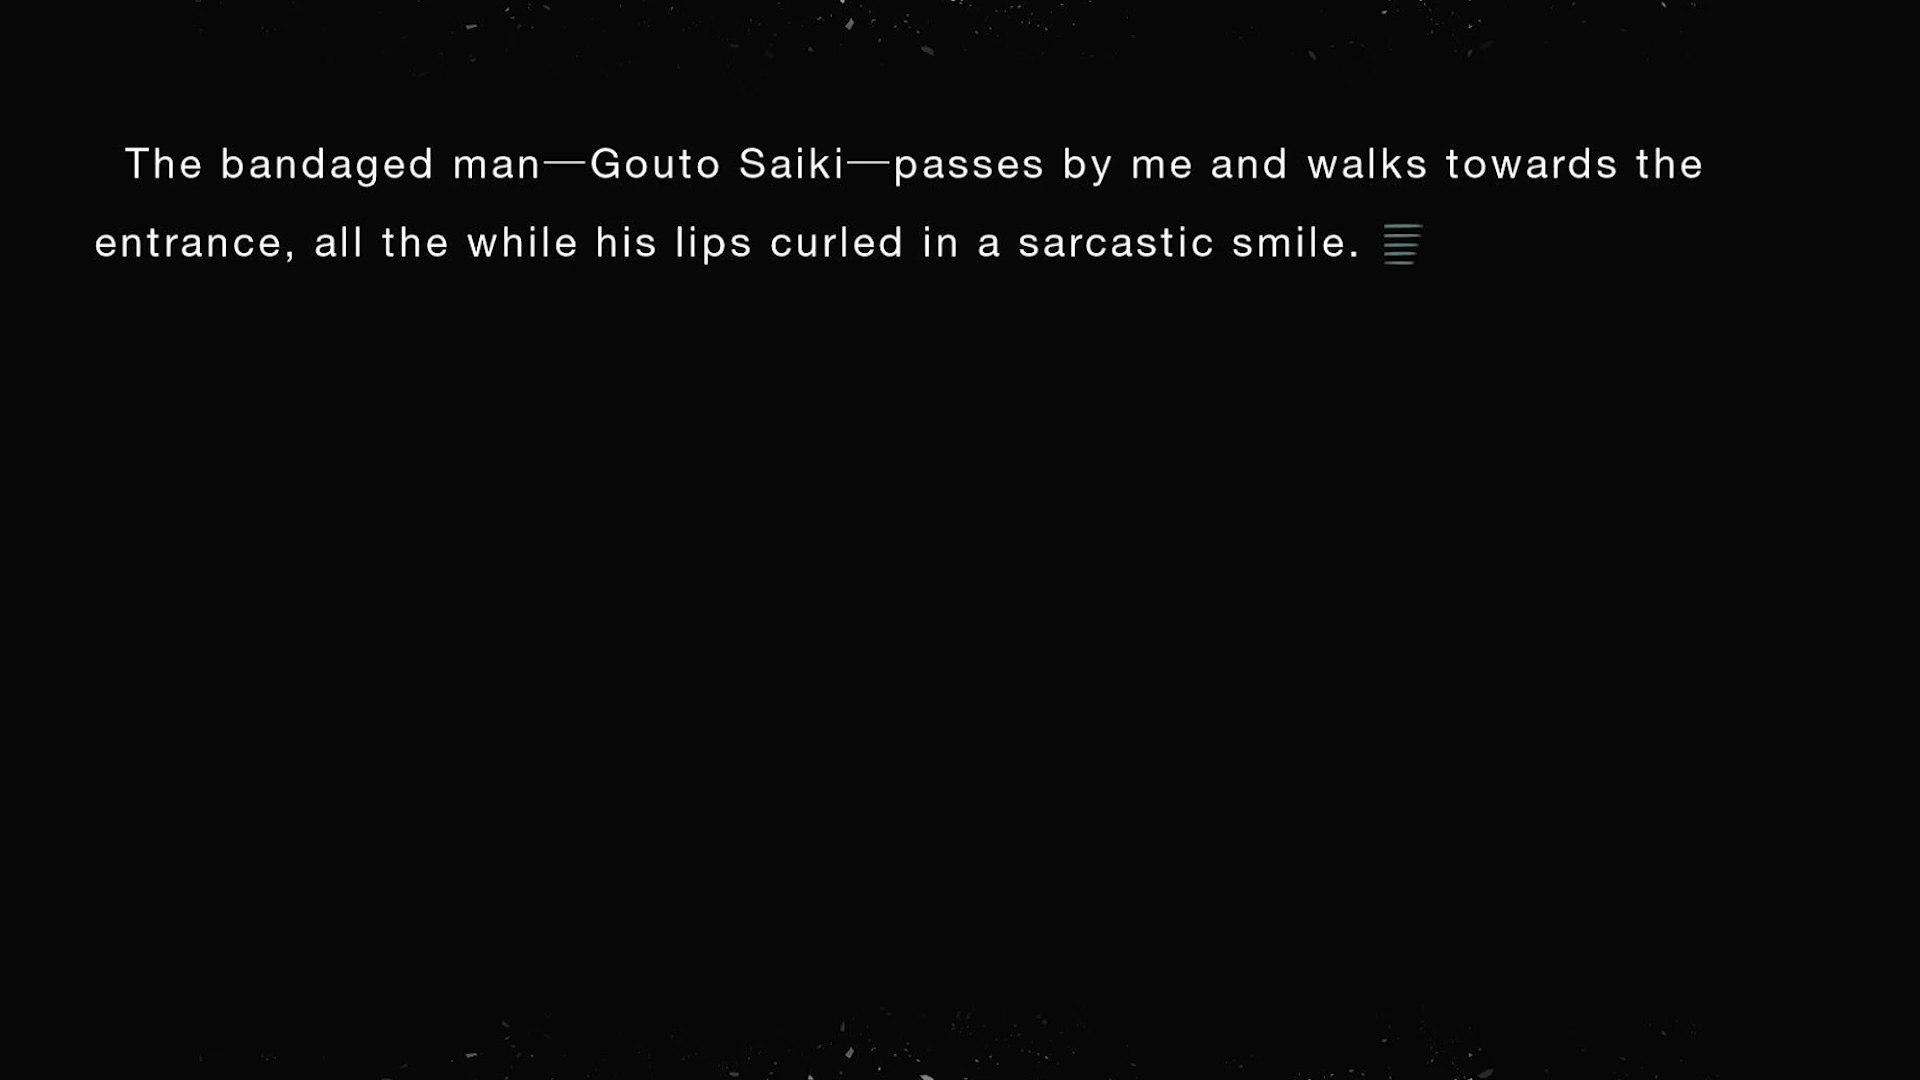 The bandaged man—Gouto Saiki—passes by me and walks towards the
entrance, all the while his lips curled in a sarcastic smile.